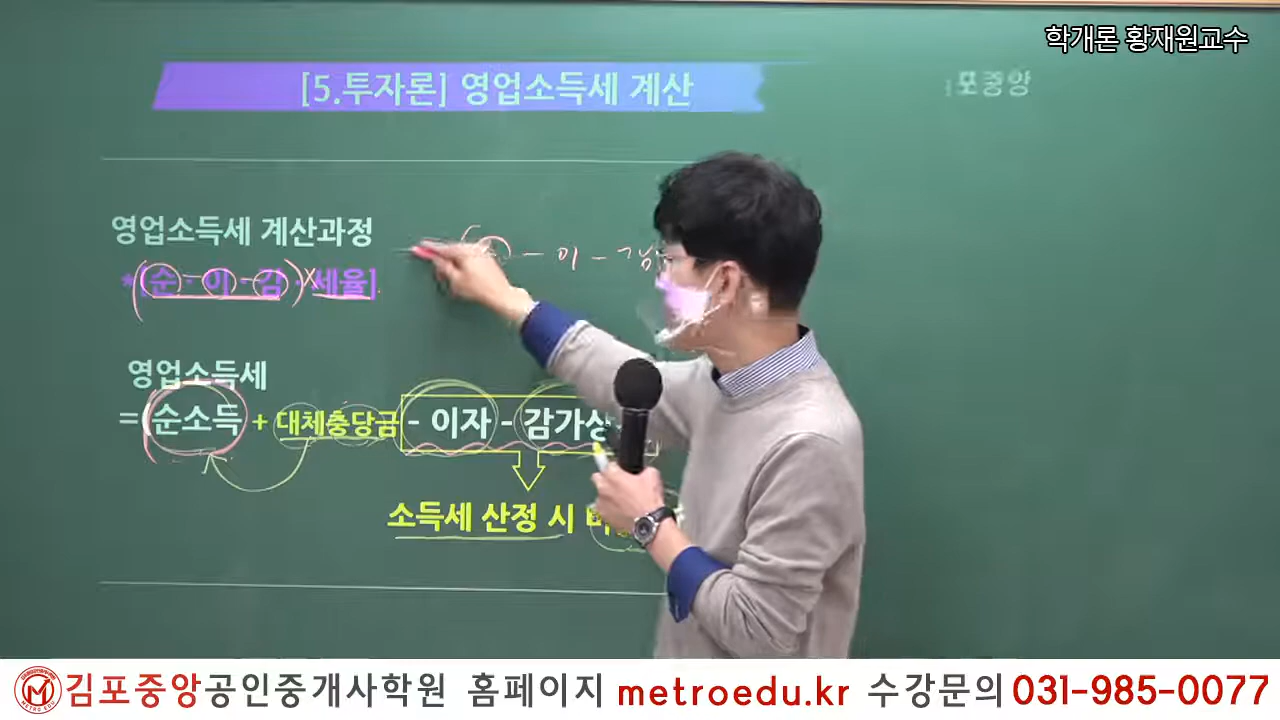 학개론 황재원교수
[5.투자론] 영업소득세 계산
포중앙
영업소득세 계산과정
*[순 - 이 - 감 · 세율]
- 이 - 감
영업소득세
= 순소득 + 대체충당금 - 이자 - 감가상
소득세 산정 시
김포중앙공인중개사학원 홈페이지 metroedu.kr 수강문의 031-985-0077
METRO EDU